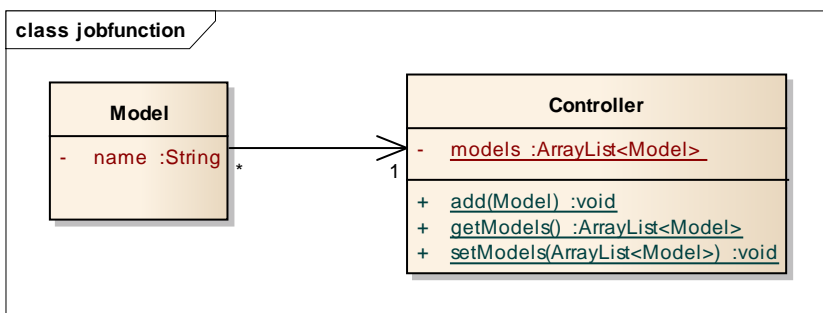 class jobfunction
Model
- name :String
*
1
Controller
- models :ArrayList<Model>
+ add(Model) :void
+ getModels() :ArrayList<Model>
+ setModels(ArrayList<Model>) :void